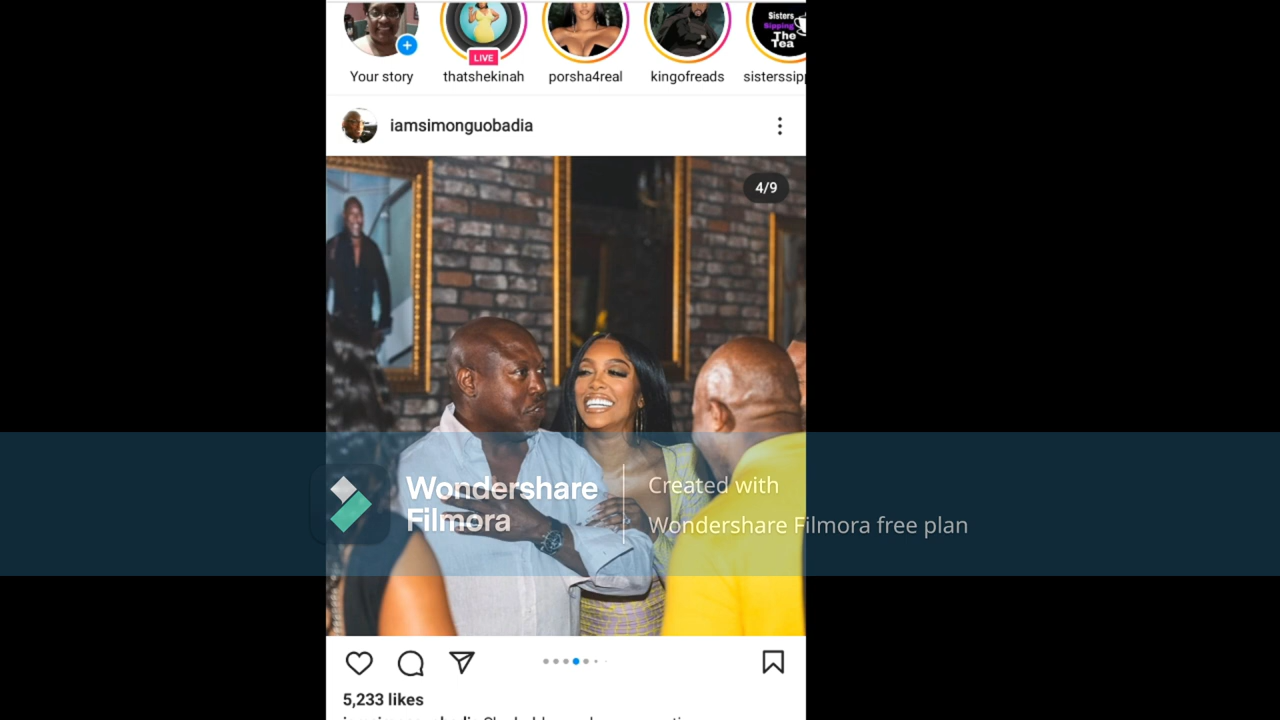 Sisters
Sipping
The
Tea
LIVE
Your story
thatshekinah
porsha4real
kingofreads
iamsimonguobadia
4/9
Wondershare
Filmora
Created with
Wondershare Filmora free plan
5,233 likes